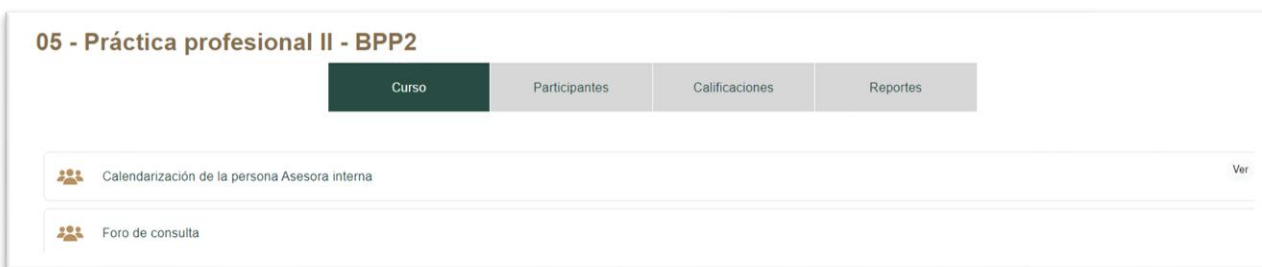 05 - Práctica profesional II - BPP2
Curso Participantes Calificaciones Reportes
Calendarización de la persona Asesora interna Ver
Foro de consulta